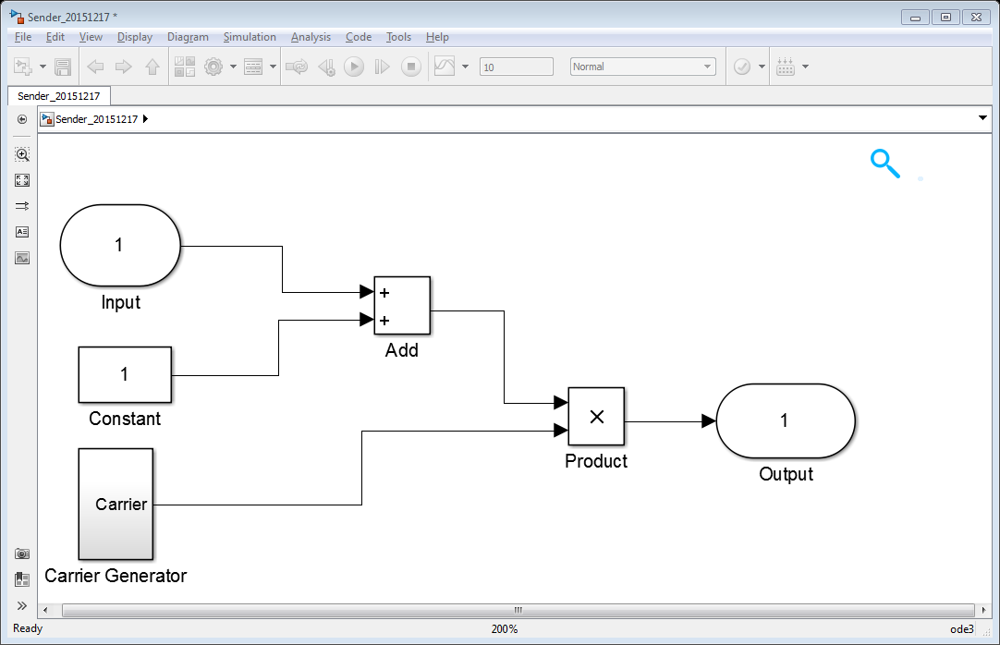 Sender_20151217 *
File Edit View Display Diagram Simulation Analysis Code Tools Help
10 Normal
Sender_20151217
Sender_20151217
1
Input
+
+
Add
1
Constant
×
Product
1
Output
Carrier
Carrier Generator
Ready 200% ode3